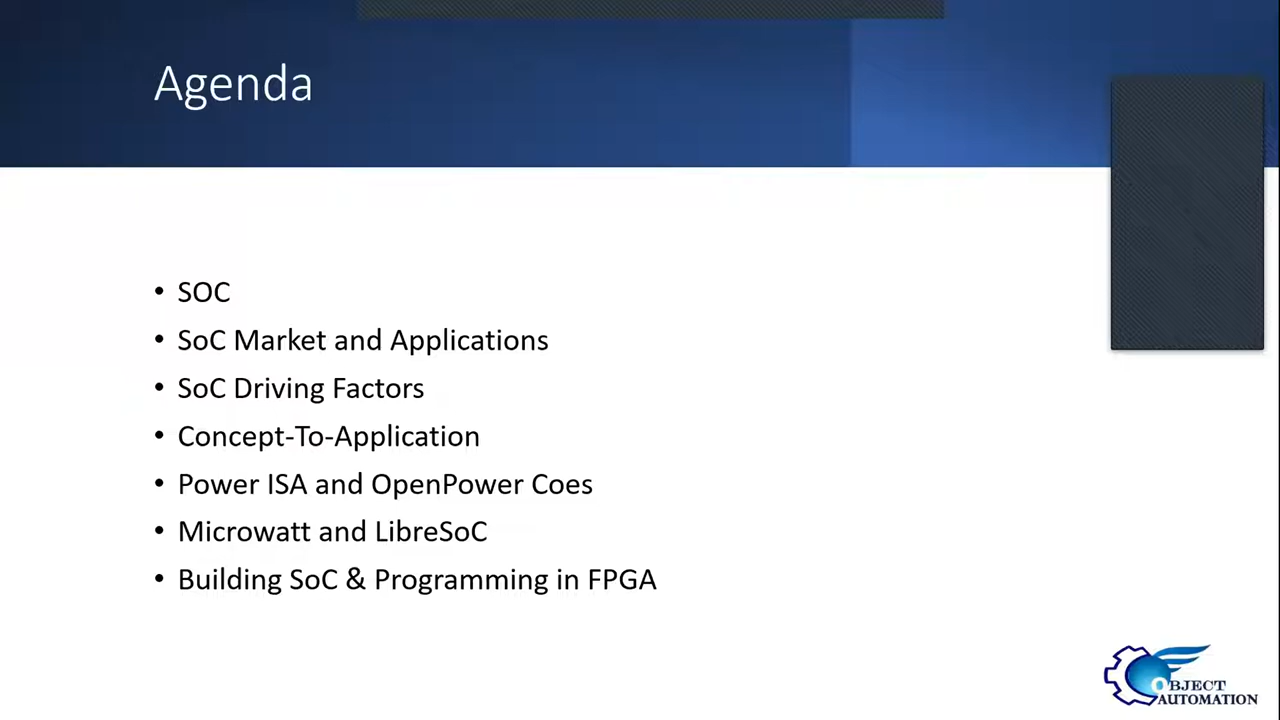 Agenda
• SOC
• SoC Market and Applications
• SoC Driving Factors
• Concept-To-Application
• Power ISA and OpenPower Coes
• Microwatt and LibreSoC
• Building SoC & Programming in FPGA
OBJECT
AUTOMATION